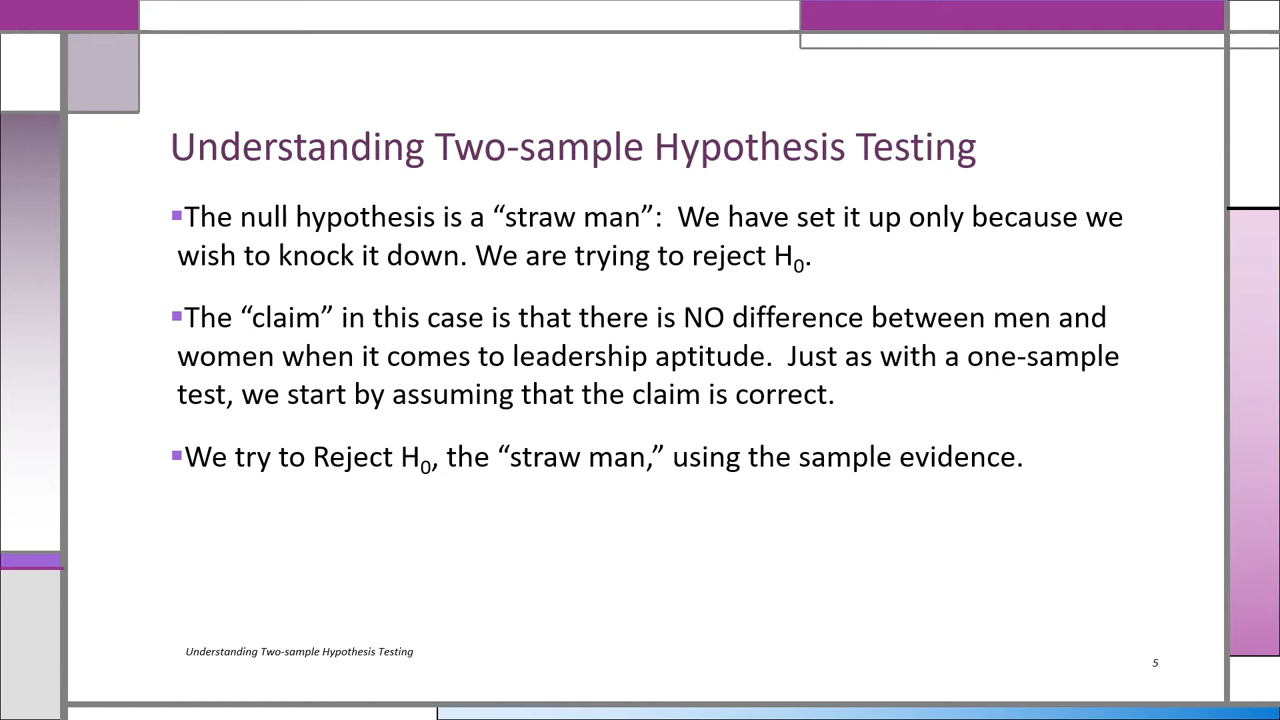 Understanding Two-sample Hypothesis Testing
▪The null hypothesis is a “straw man”:  We have set it up only because we
wish to knock it down. We are trying to reject H₀.
▪The “claim” in this case is that there is NO difference between men and
women when it comes to leadership aptitude.  Just as with a one-sample
test, we start by assuming that the claim is correct.
▪We try to Reject H₀, the “straw man,” using the sample evidence.
Understanding Two-sample Hypothesis Testing
5